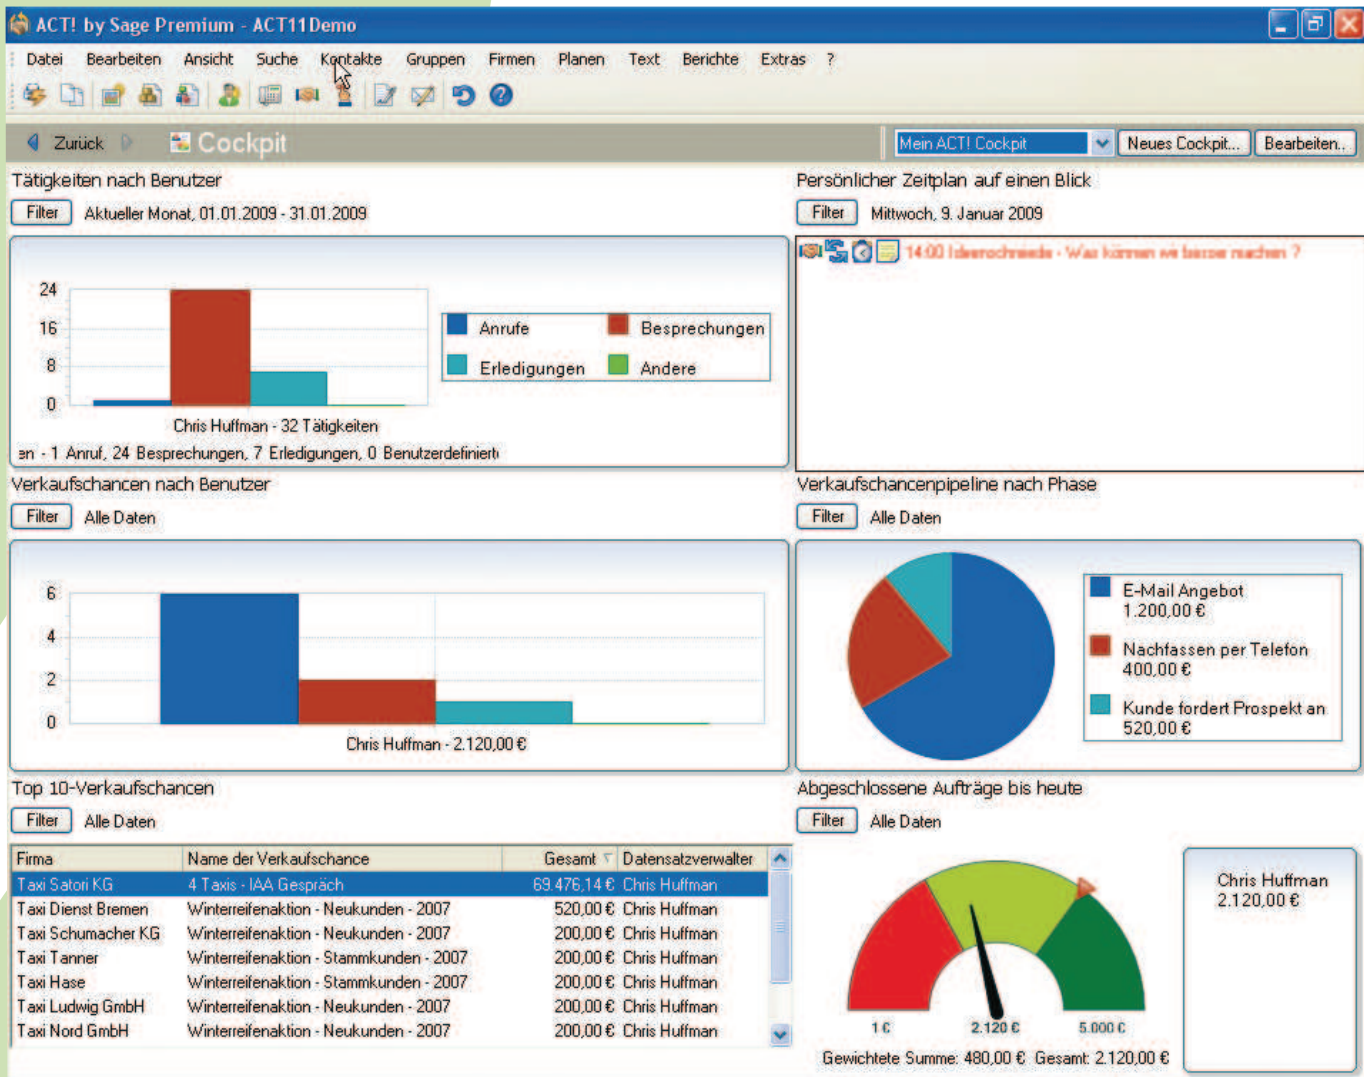 ACT! by Sage Premium - ACT11Demo
Datei Bearbeiten Ansicht Suche Kontakte Gruppen Firmen Planen Text Berichte Extras ?
Zurück Cockpit Mein ACT! Cockpit Neues Cockpit... Bearbeiten..
Tätigkeiten nach Benutzer
Filter Aktueller Monat, 01.01.2009 - 31.01.2009
24
16
8
0
Anrufe Besprechungen
Erledigungen Andere
Chris Huffman - 32 Tätigkeiten
en - 1 Anruf, 24 Besprechungen, 7 Erledigungen, 0 Benutzerdefiniert
Persönlicher Zeitplan auf einen Blick
Filter Mittwoch, 9. Januar 2009
14:00 Ideenschmiede - Was können wir besser machen ?
Verkaufschancen nach Benutzer
Filter Alle Daten
6
4
2
0
Chris Huffman - 2.120,00 €
Verkaufschancenpipeline nach Phase
Filter Alle Daten
E-Mail Angebot
1.200,00 €
Nachfassen per Telefon
400,00 €
Kunde fordert Prospekt an
520,00 €
Top 10-Verkaufschancen
Filter Alle Daten
Firma Name der Verkaufschance Gesamt Datensatzverwalter
Taxi Satori KG 4 Taxis - IAA Gespräch 69.476,14 € Chris Huffman
Taxi Dienst Bremen Winterreifenaktion - Neukunden - 2007 520,00 € Chris Huffman
Taxi Schumacher KG Winterreifenaktion - Neukunden - 2007 200,00 € Chris Huffman
Taxi Tanner Winterreifenaktion - Stammkunden - 2007 200,00 € Chris Huffman
Taxi Hase Winterreifenaktion - Stammkunden - 2007 200,00 € Chris Huffman
Taxi Ludwig GmbH Winterreifenaktion - Neukunden - 2007 200,00 € Chris Huffman
Taxi Nord GmbH Winterreifenaktion - Neukunden - 2007 200,00 € Chris Huffman
Abgeschlossene Aufträge bis heute
Filter Alle Daten
1 € 2.120 € 5.000 €
Gewichtete Summe: 480,00 € Gesamt: 2.120,00 €
Chris Huffman
2.120,00 €